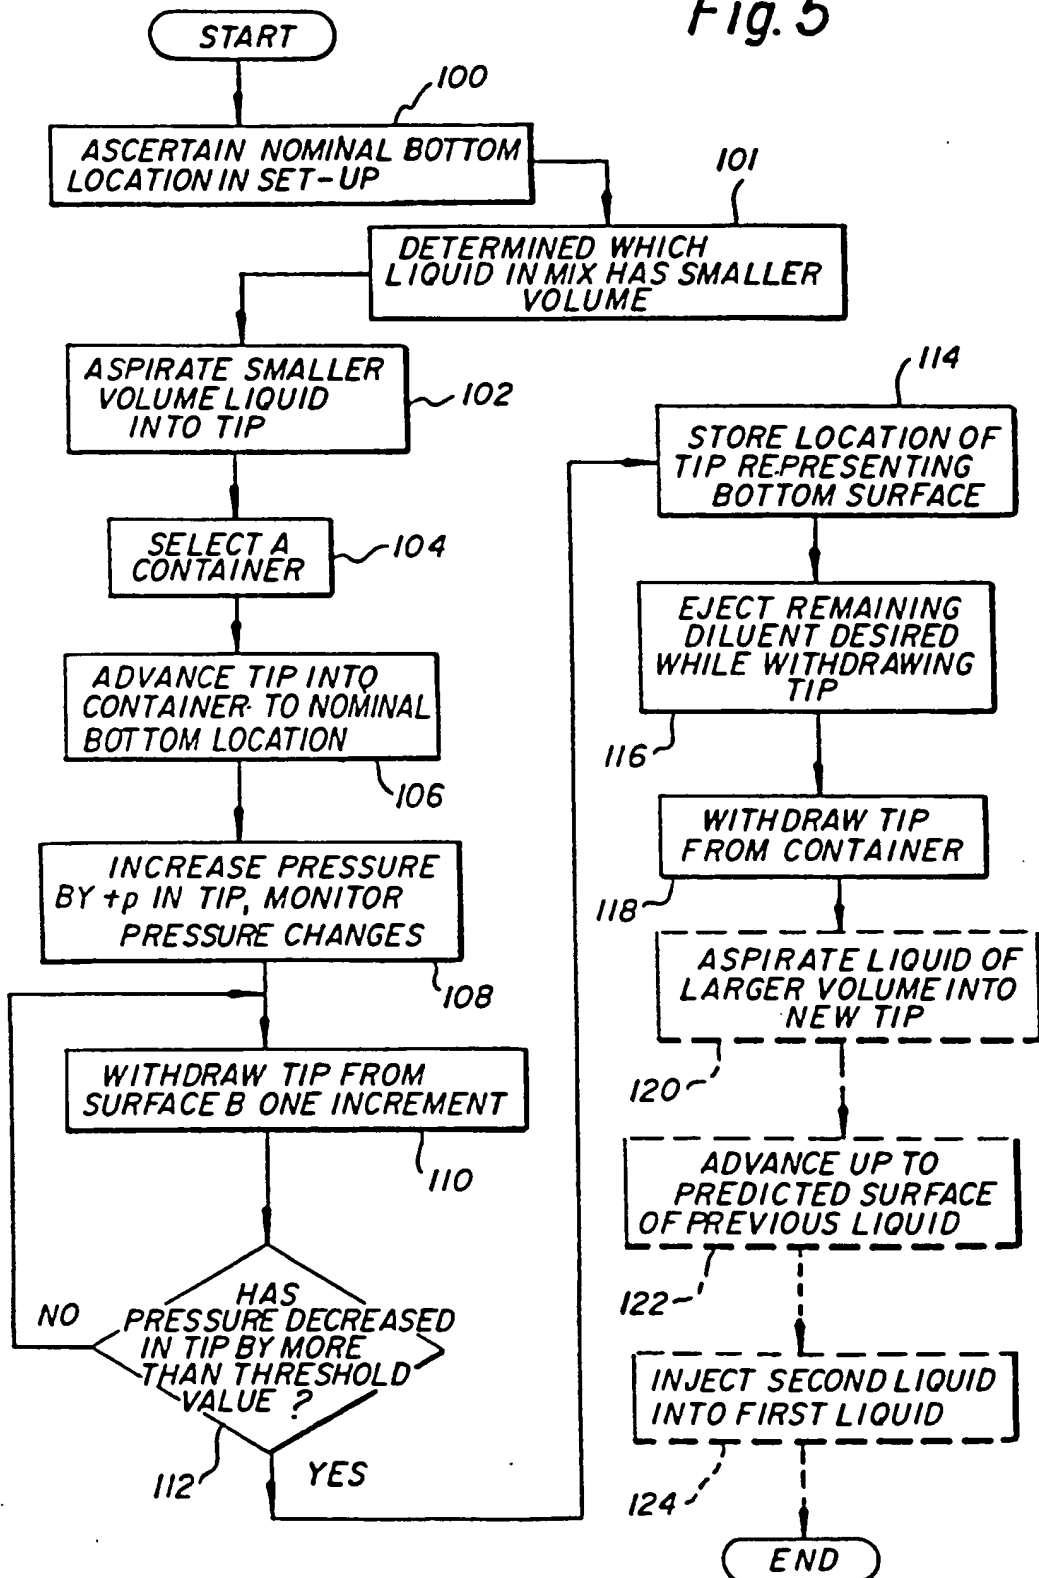 Fig. 5
START
100
ASCERTAIN NOMINAL BOTTOM
LOCATION IN SET-UP
101
DETERMINED WHICH
LIQUID IN MIX HAS SMALLER
VOLUME
ASPIRATE SMALLER
VOLUME LIQUID
INTO TIP
102
SELECT A
CONTAINER
104
ADVANCE TIP INTO
CONTAINER TO NOMINAL
BOTTOM LOCATION
106
INCREASE PRESSURE
BY +p IN TIP, MONITOR
PRESSURE CHANGES
108
WITHDRAW TIP FROM
SURFACE B ONE INCREMENT
110
HAS
PRESSURE DECREASED
IN TIP BY MORE
THAN THRESHOLD
VALUE ?
NO
112
YES
114
STORE LOCATION OF
TIP REPRESENTING
BOTTOM SURFACE
EJECT REMAINING
DILUENT DESIRED
WHILE WITHDRAWING
TIP
116
WITHDRAW TIP
FROM CONTAINER
118
ASPIRATE LIQUID OF
LARGER VOLUME INTO
NEW TIP
120
ADVANCE UP TO
PREDICTED SURFACE
OF PREVIOUS LIQUID
122
INJECT SECOND LIQUID
INTO FIRST LIQUID
124
END